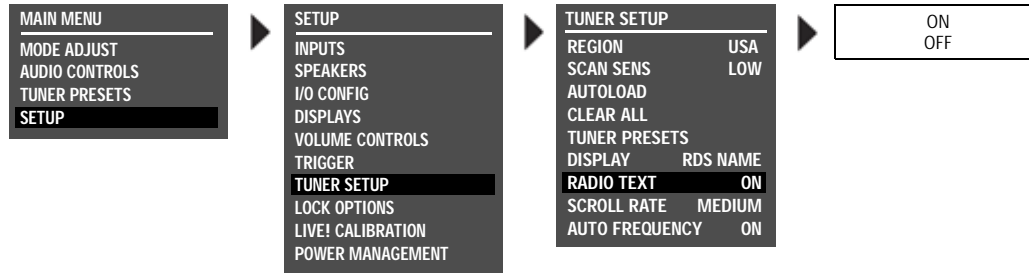 MAIN MENU
MODE ADJUST
AUDIO CONTROLS
TUNER PRESETS
SETUP
SETUP
INPUTS
SPEAKERS
I/O CONFIG
DISPLAYS
VOLUME CONTROLS
TRIGGER
TUNER SETUP
LOCK OPTIONS
LIVE! CALIBRATION
POWER MANAGEMENT
TUNER SETUP
REGION USA
SCAN SENS LOW
AUTOLOAD
CLEAR ALL
TUNER PRESETS
DISPLAY RDS NAME
RADIO TEXT ON
SCROLL RATE MEDIUM
AUTO FREQUENCY ON
ON
OFF